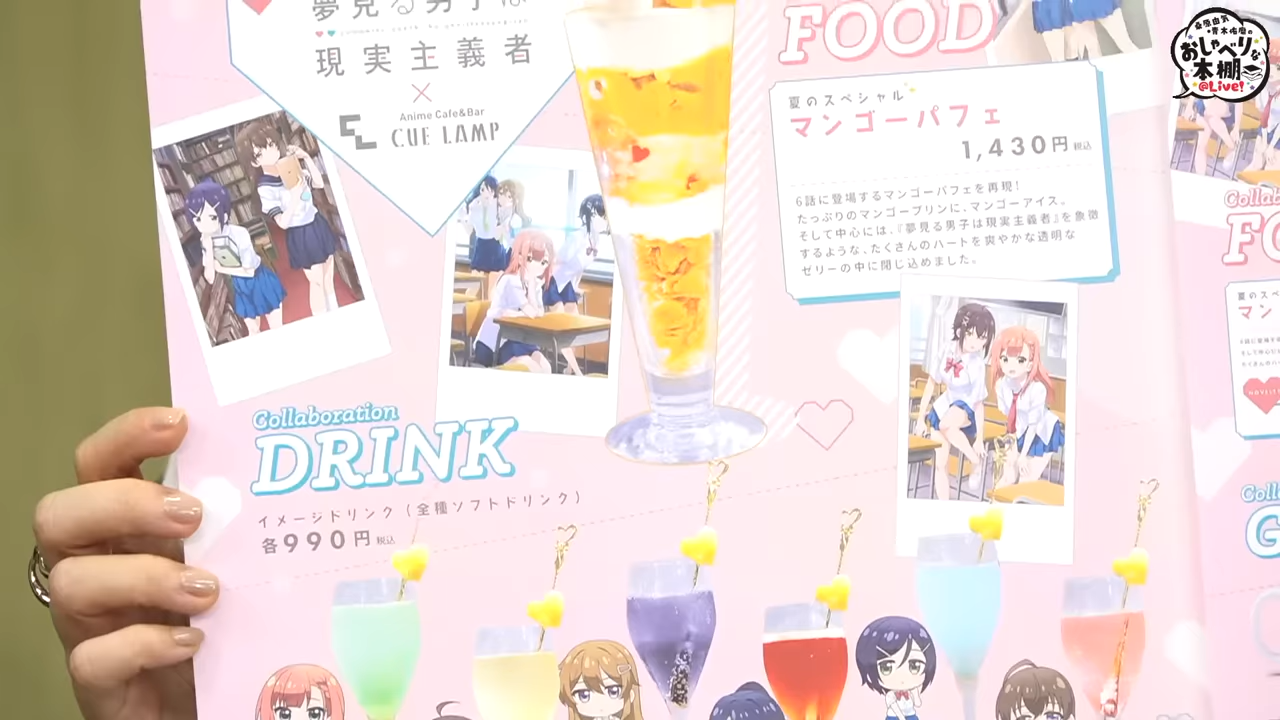 夢見る男子は
現実主義者
×
Anime Cafe&Bar
CUE LAMP
FOOD
夏のスペシャル
マンゴーパフェ
1,430円 税込
6話に登場するマンゴーパフェを再現!
たっぷりのマンゴープリンに、マンゴーアイス。
そして中心には、『夢見る男子は現実主義者』を象徴
するような、たくさんのハートを爽やかな透明な
ゼリーの中に閉じ込めました。
Collaboration
DRINK
イメージドリンク(全種ソフトドリンク)
各990円 税込
おしゃべりな
本棚
@Live!
Colla
FO
夏のスペ
マン
Coll
G